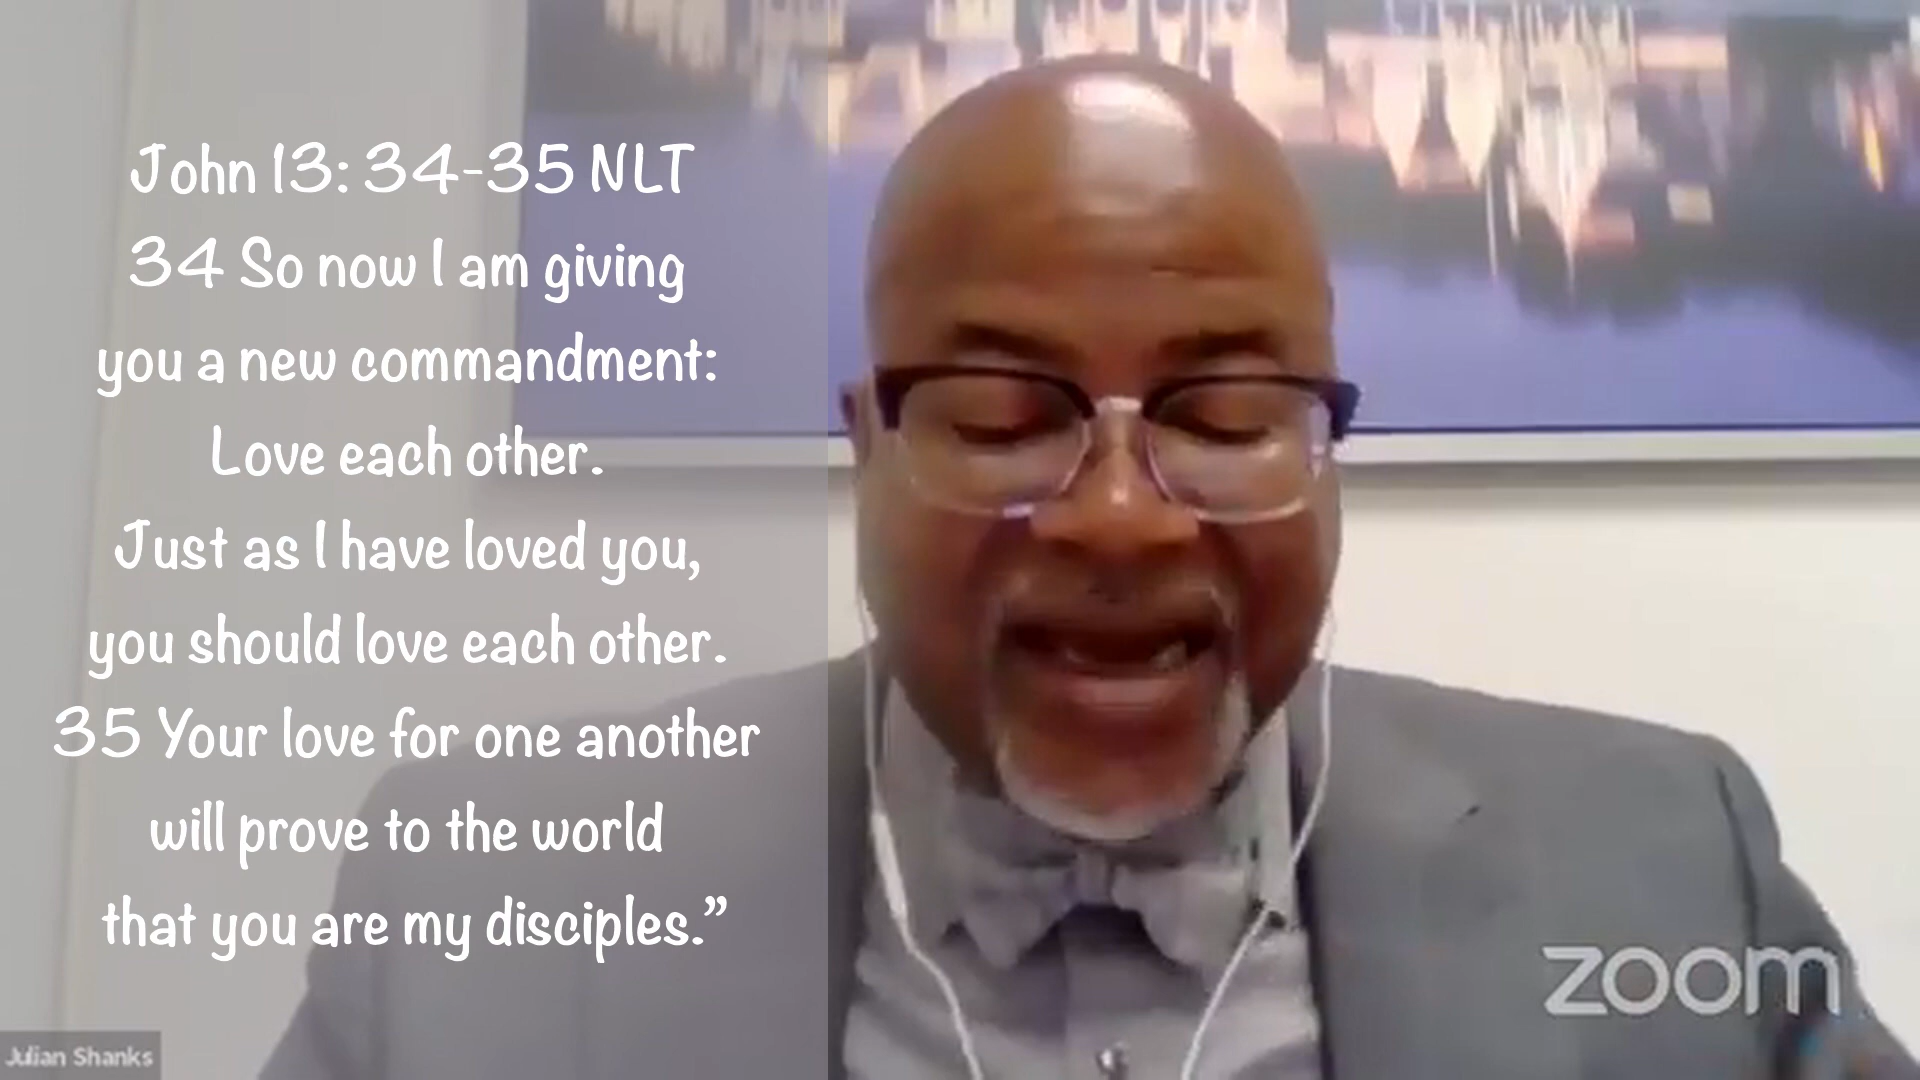 John 13: 34-35 NLT
34 So now I am giving
you a new commandment:
Love each other.
Just as I have loved you,
you should love each other.
35 Your love for one another
will prove to the world
that you are my disciples.”
zoom
Julian Shanks